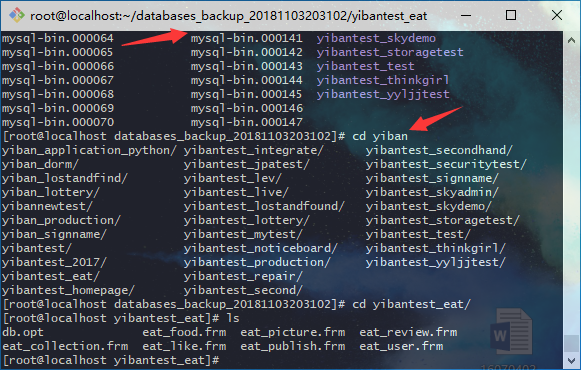 root@localhost:~/databases_backup_20181103203102/yibantest_eat
mysql-bin.000064 mysql-bin.000141 yibantest_skydemo
mysql-bin.000065 mysql-bin.000142 yibantest_storagetest
mysql-bin.000066 mysql-bin.000143 yibantest_test
mysql-bin.000067 mysql-bin.000144 yibantest_thinkgirl
mysql-bin.000068 mysql-bin.000145 yibantest_yyljjtest
mysql-bin.000069 mysql-bin.000146
mysql-bin.000070 mysql-bin.000147
[root@localhost databases_backup_20181103203102]# cd yiban
yiban_application_python/ yibantest_integrate/ yibantest_secondhand/
yiban_dorm/ yibantest_jpatest/ yibantest_securitytest/
yiban_lostandfind/ yibantest_lev/ yibantest_signname/
yiban_lottery/ yibantest_live/ yibantest_skyadmin/
yibannewtest/ yibantest_lostandfound/ yibantest_skydemo/
yiban_production/ yibantest_lottery/ yibantest_storagetest/
yiban_signname/ yibantest_mytest/ yibantest_test/
yibantest/ yibantest_noticeboard/ yibantest_thinkgirl/
yibantest_2017/ yibantest_production/ yibantest_yyljjtest/
yibantest_eat/ yibantest_repair/
yibantest_homepage/ yibantest_second/
[root@localhost databases_backup_20181103203102]# cd yibantest_eat/
[root@localhost yibantest_eat]# ls
db.opt eat_food.frm eat_picture.frm eat_review.frm
eat_collection.frm eat_like.frm eat_publish.frm eat_user.frm
[root@localhost yibantest_eat]#